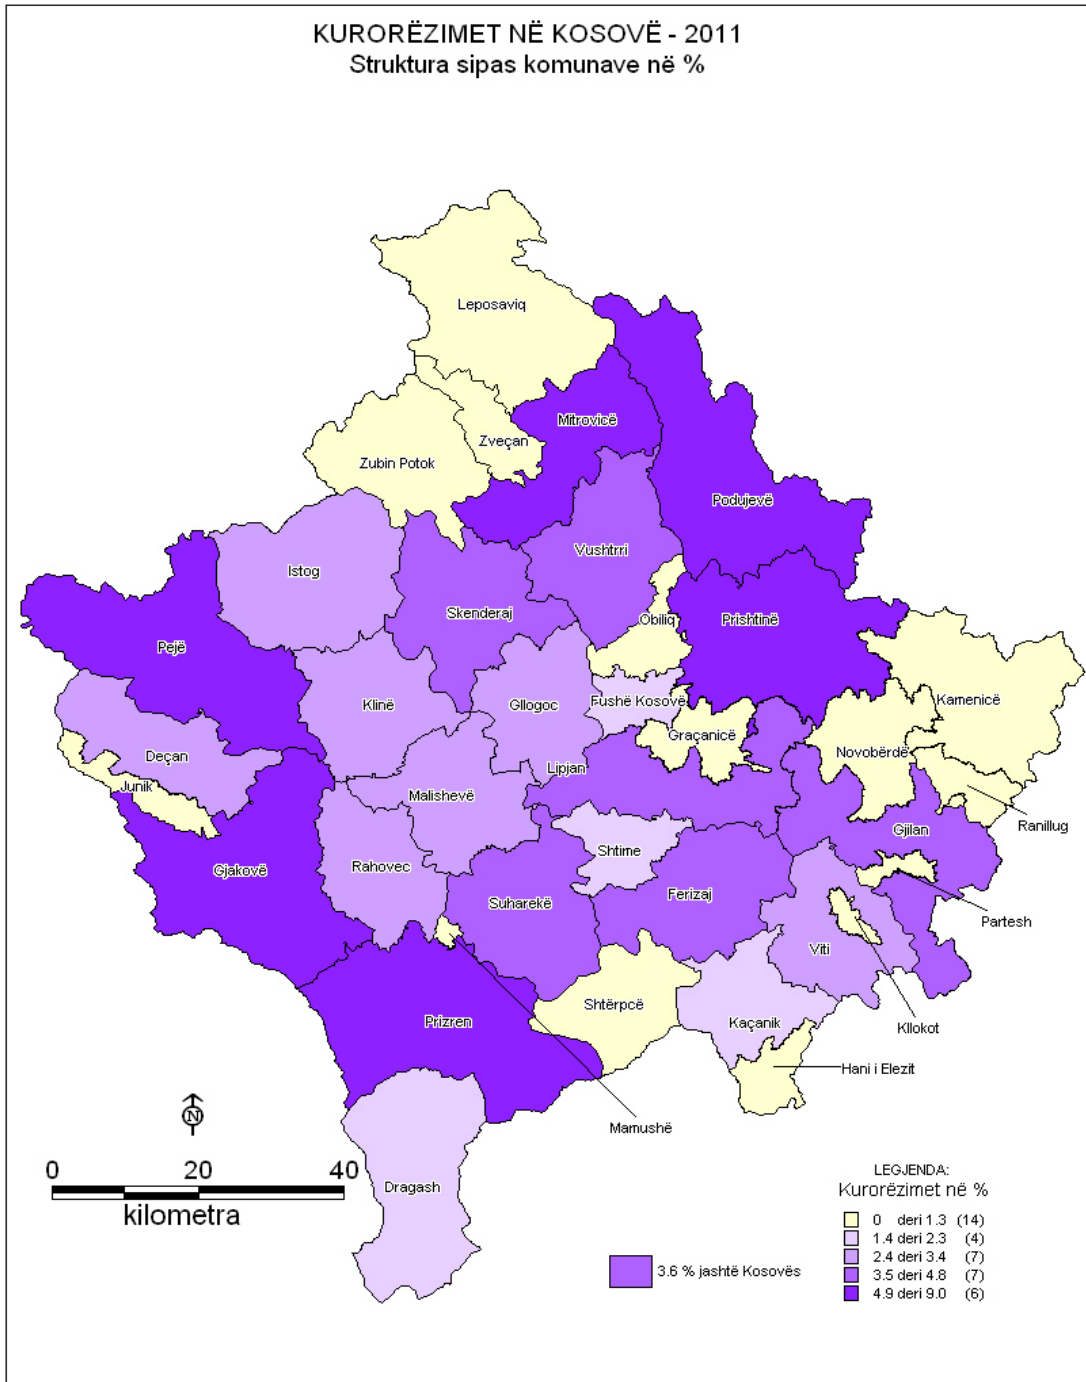 KURORËZIMET NË KOSOVË - 2011
Struktura sipas komunave në %
Leposaviq
Mitrovicë
Zveçan
Zubin Potok
Podujevë
Vushtrri
Istog
Skenderaj
Obiliq
Prishtinë
Pejë
Klinë
Gllogoc
Fushë Kosovë
Kamenicë
Graçanicë
Deçan
Novobërdë
Lipjan
Junik
Malishevë
Ranillug
Gjilan
Shtime
Gjakovë
Rahovec
Ferizaj
Suharekë
Partesh
Viti
Shtërpcë
Prizren
Kaçanik
Kllokot
Hani i Elezit
Mamushë
N
0 20 40
kilometra
Dragash
LEGJENDA:
Kurorëzimet në %
0 deri 1.3 (14)
1.4 deri 2.3 (4)
2.4 deri 3.4 (7)
3.5 deri 4.8 (7)
4.9 deri 9.0 (6)
3.6 % jashtë Kosovës